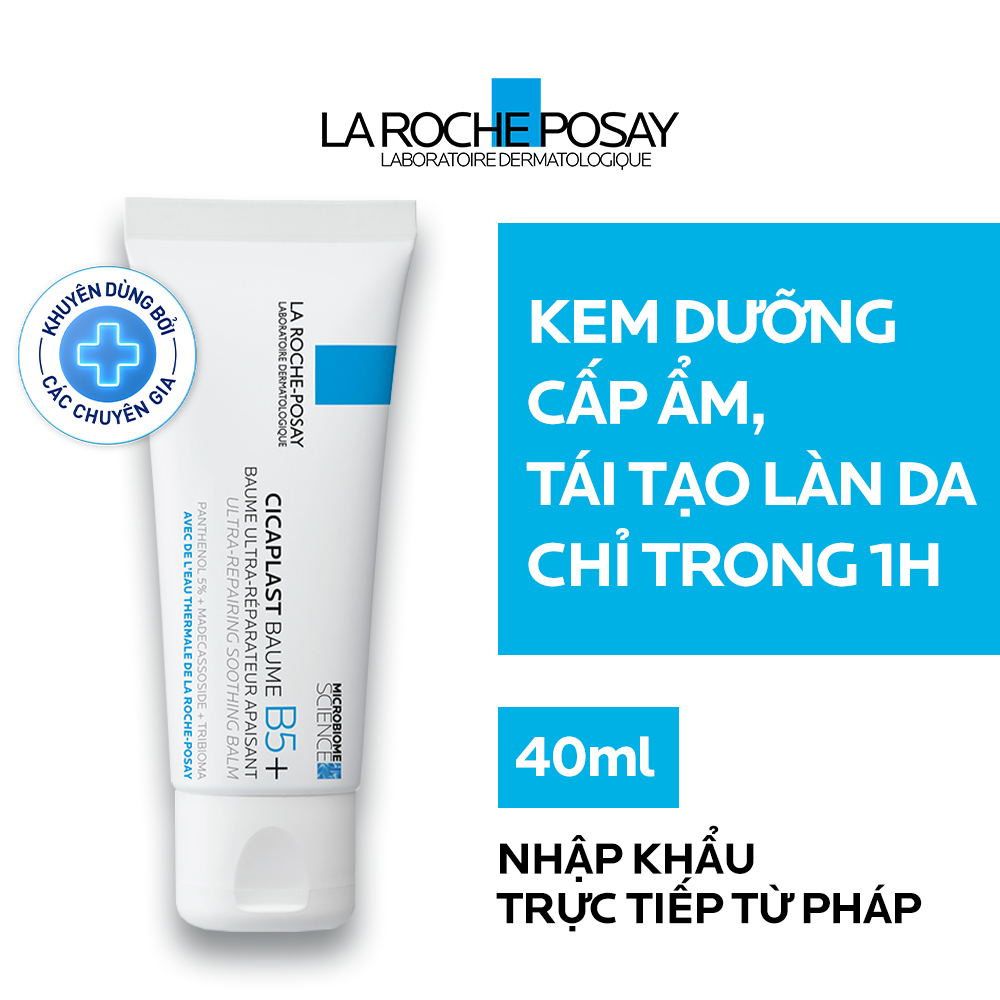 LA ROCHE POSAY
LABORATOIRE DERMATOLOGIQUE
KHUYÊN DÙNG BỞI
CÁC CHUYÊN GIA
LA ROCHE-POSAY
LABORATOIRE DERMATOLOGIQUE
CICAPLAST BAUME B5+
BAUME ULTRA-RÉPARATEUR APAISANT
ULTRA-REPAIRING SOOTHING BALM
PANTHENOL 5% + MADECASSOSIDE + TRIBIOMA
AVEC DE L'EAU THERMALE DE LA ROCHE-POSAY
MICROBIOME
SCIENCE
KEM DƯỠNG
CẤP ẨM,
TÁI TẠO LÀN DA
CHỈ TRONG 1H
40ml
NHẬP KHẨU
TRỰC TIẾP TỪ PHÁP